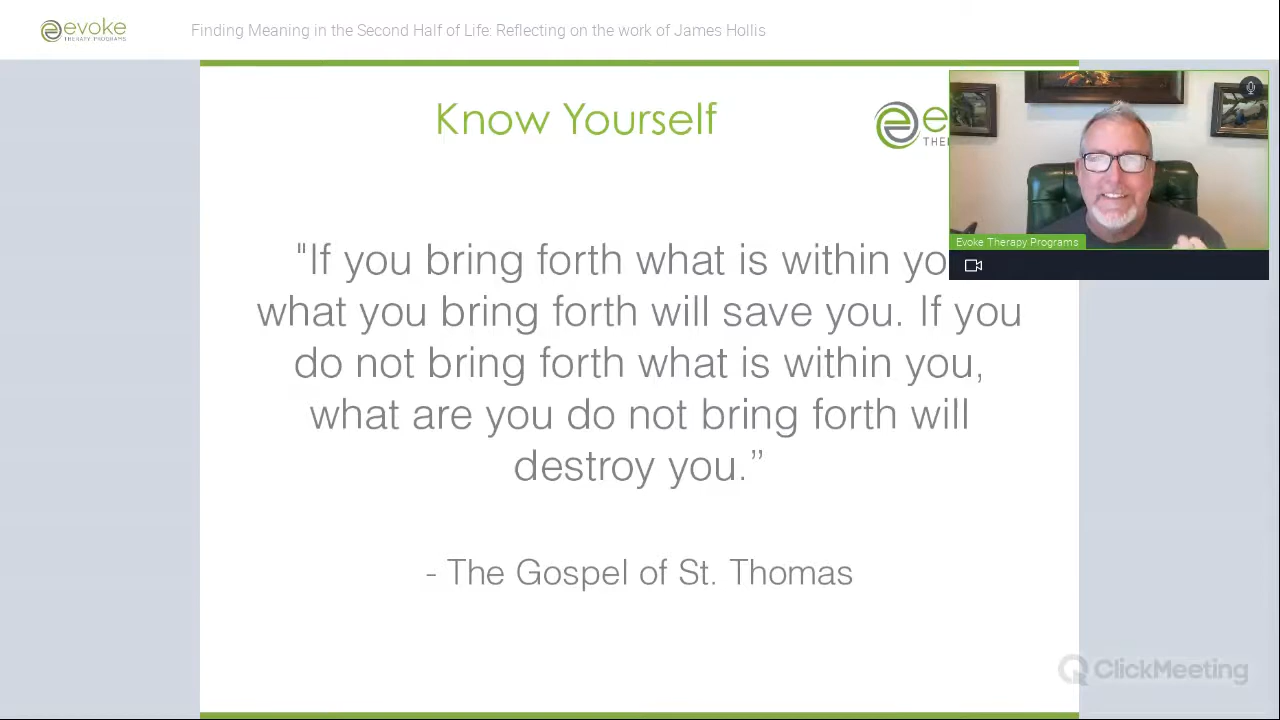 evoke
THERAPY PROGRAMS
Finding Meaning in the Second Half of Life: Reflecting on the work of James Hollis
Know Yourself
Evoke Therapy Programs
"If you bring forth what is within
what you bring forth will save you. If you
do not bring forth what is within you,
what are you do not bring forth will
destroy you.”
- The Gospel of St. Thomas
ClickMeeting